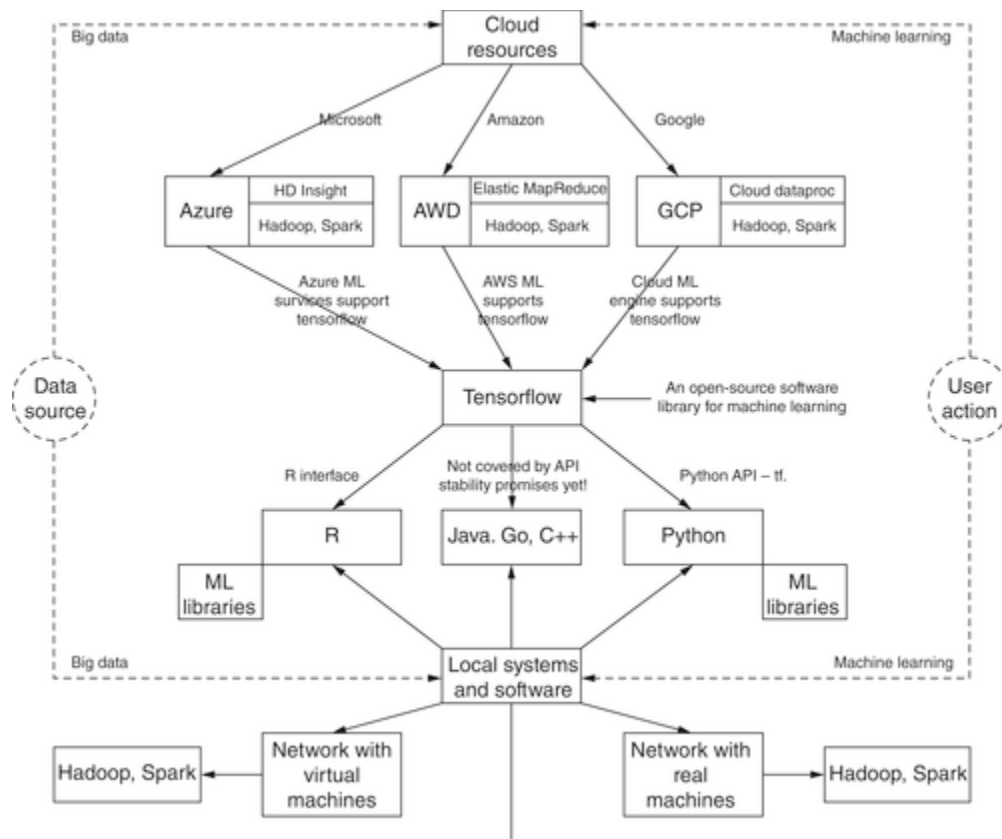 Big data
Cloud
resources
Machine learning
Microsoft
Amazon
Google
Azure
HD Insight
Hadoop, Spark
AWD
Elastic MapReduce
Hadoop, Spark
GCP
Cloud dataproc
Hadoop, Spark
Azure ML
survices support
tensorflow
AWS ML
supports
tensorflow
Cloud ML
engine supports
tensorflow
Data
source
Tensorflow
An open-source software
library for machine learning
User
action
R interface
Not covered by API
stability promises yet!
Python API – tf.
R
Java. Go, C++
Python
ML
libraries
ML
libraries
Big data
Local systems
and software
Machine learning
Hadoop, Spark
Network with
virtual
machines
Network with
real
machines
Hadoop, Spark